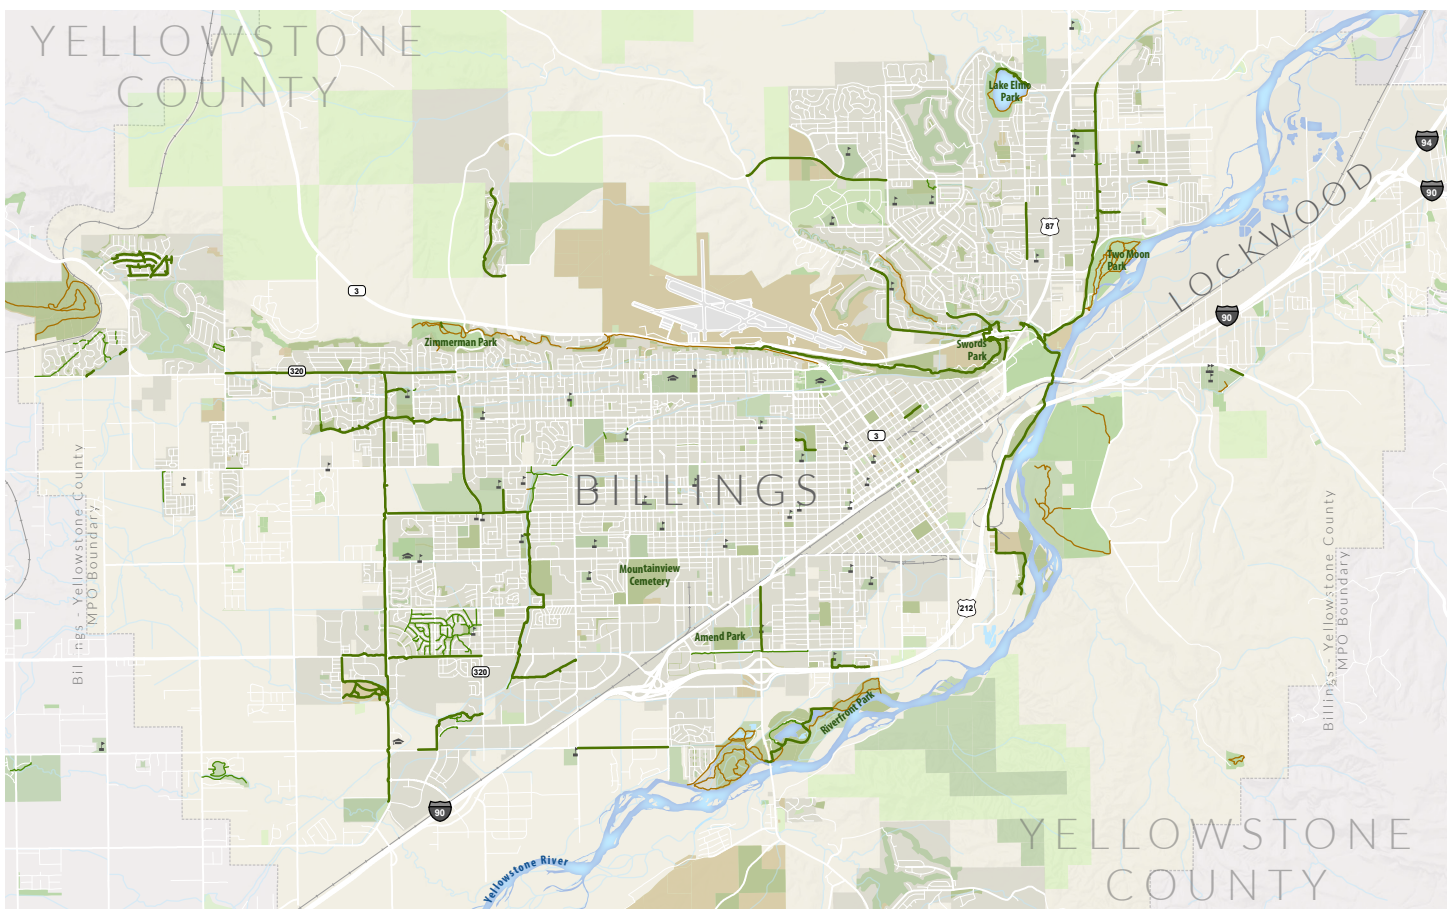 YELLOWSTONE
COUNTY
Lake Elmo
Park
94
90
LOCKWOOD
87
Two Moon
Park
3
90
Zimmerman Park
Swords
Park
320
3
BILLINGS
Billings - Yellowstone County
MPO Boundary
Billings - Yellowstone County
MPO Boundary
Mountainview
Cemetery
212
Amend Park
320
Riverfront Park
90
YELLOWSTONE
COUNTY
Yellowstone River